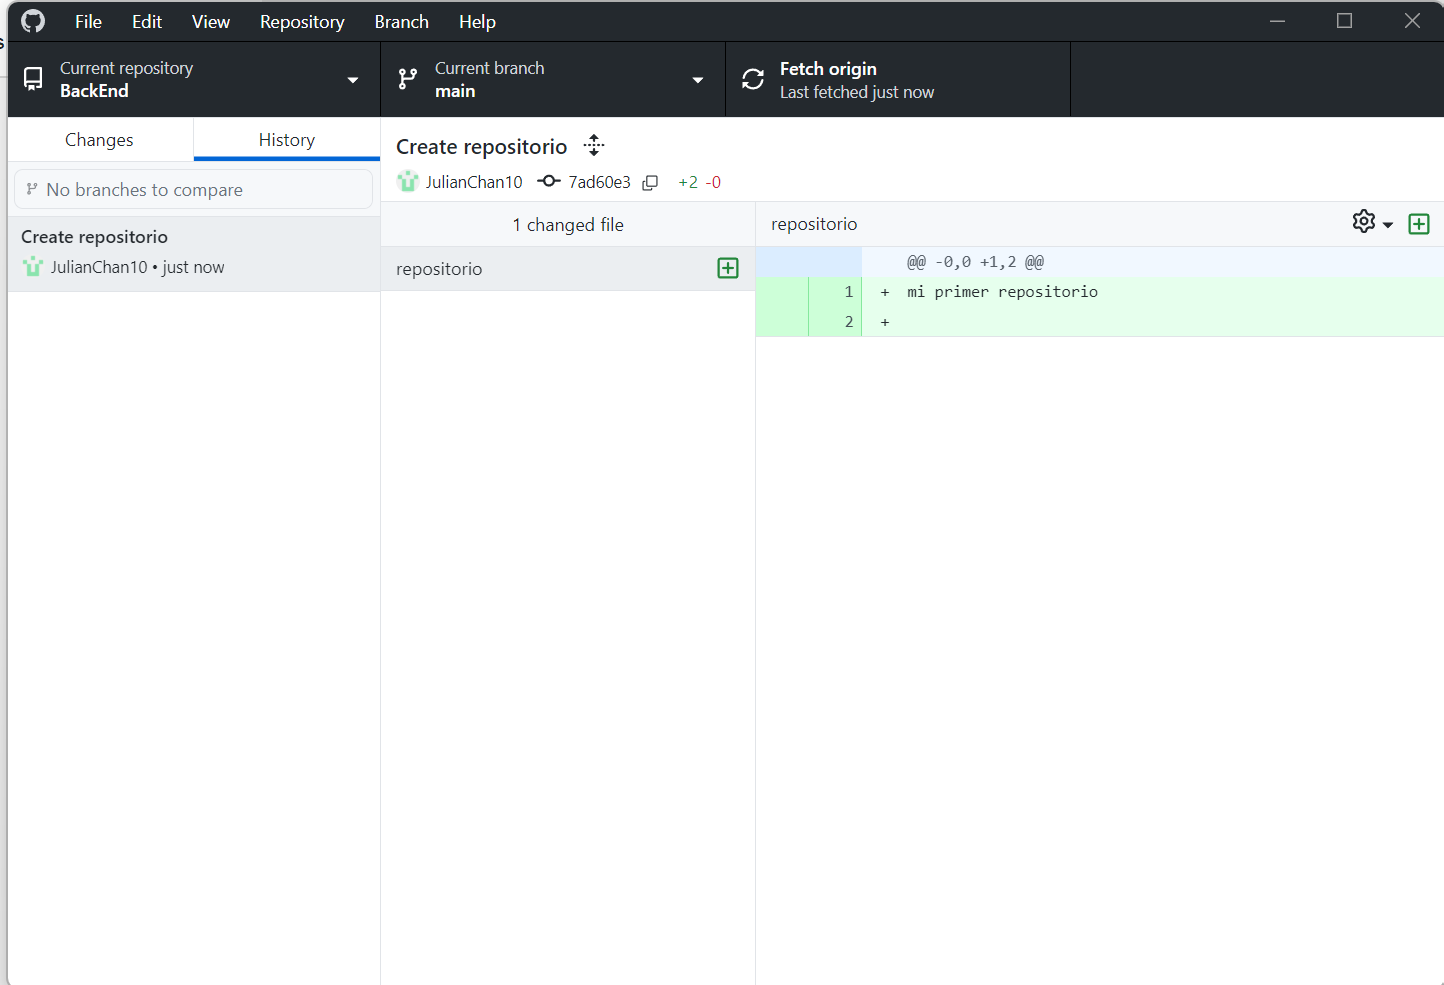 File Edit View Repository Branch Help
Current repository
BackEnd
Current branch
main
Fetch origin
Last fetched just now
Changes
History
No branches to compare
Create repositorio
JulianChan10 • just now
Create repositorio
JulianChan10 7ad60e3 +2 -0
1 changed file
repositorio
repositorio
@@ -0,0 +1,2 @@
1 + mi primer repositorio
2 +